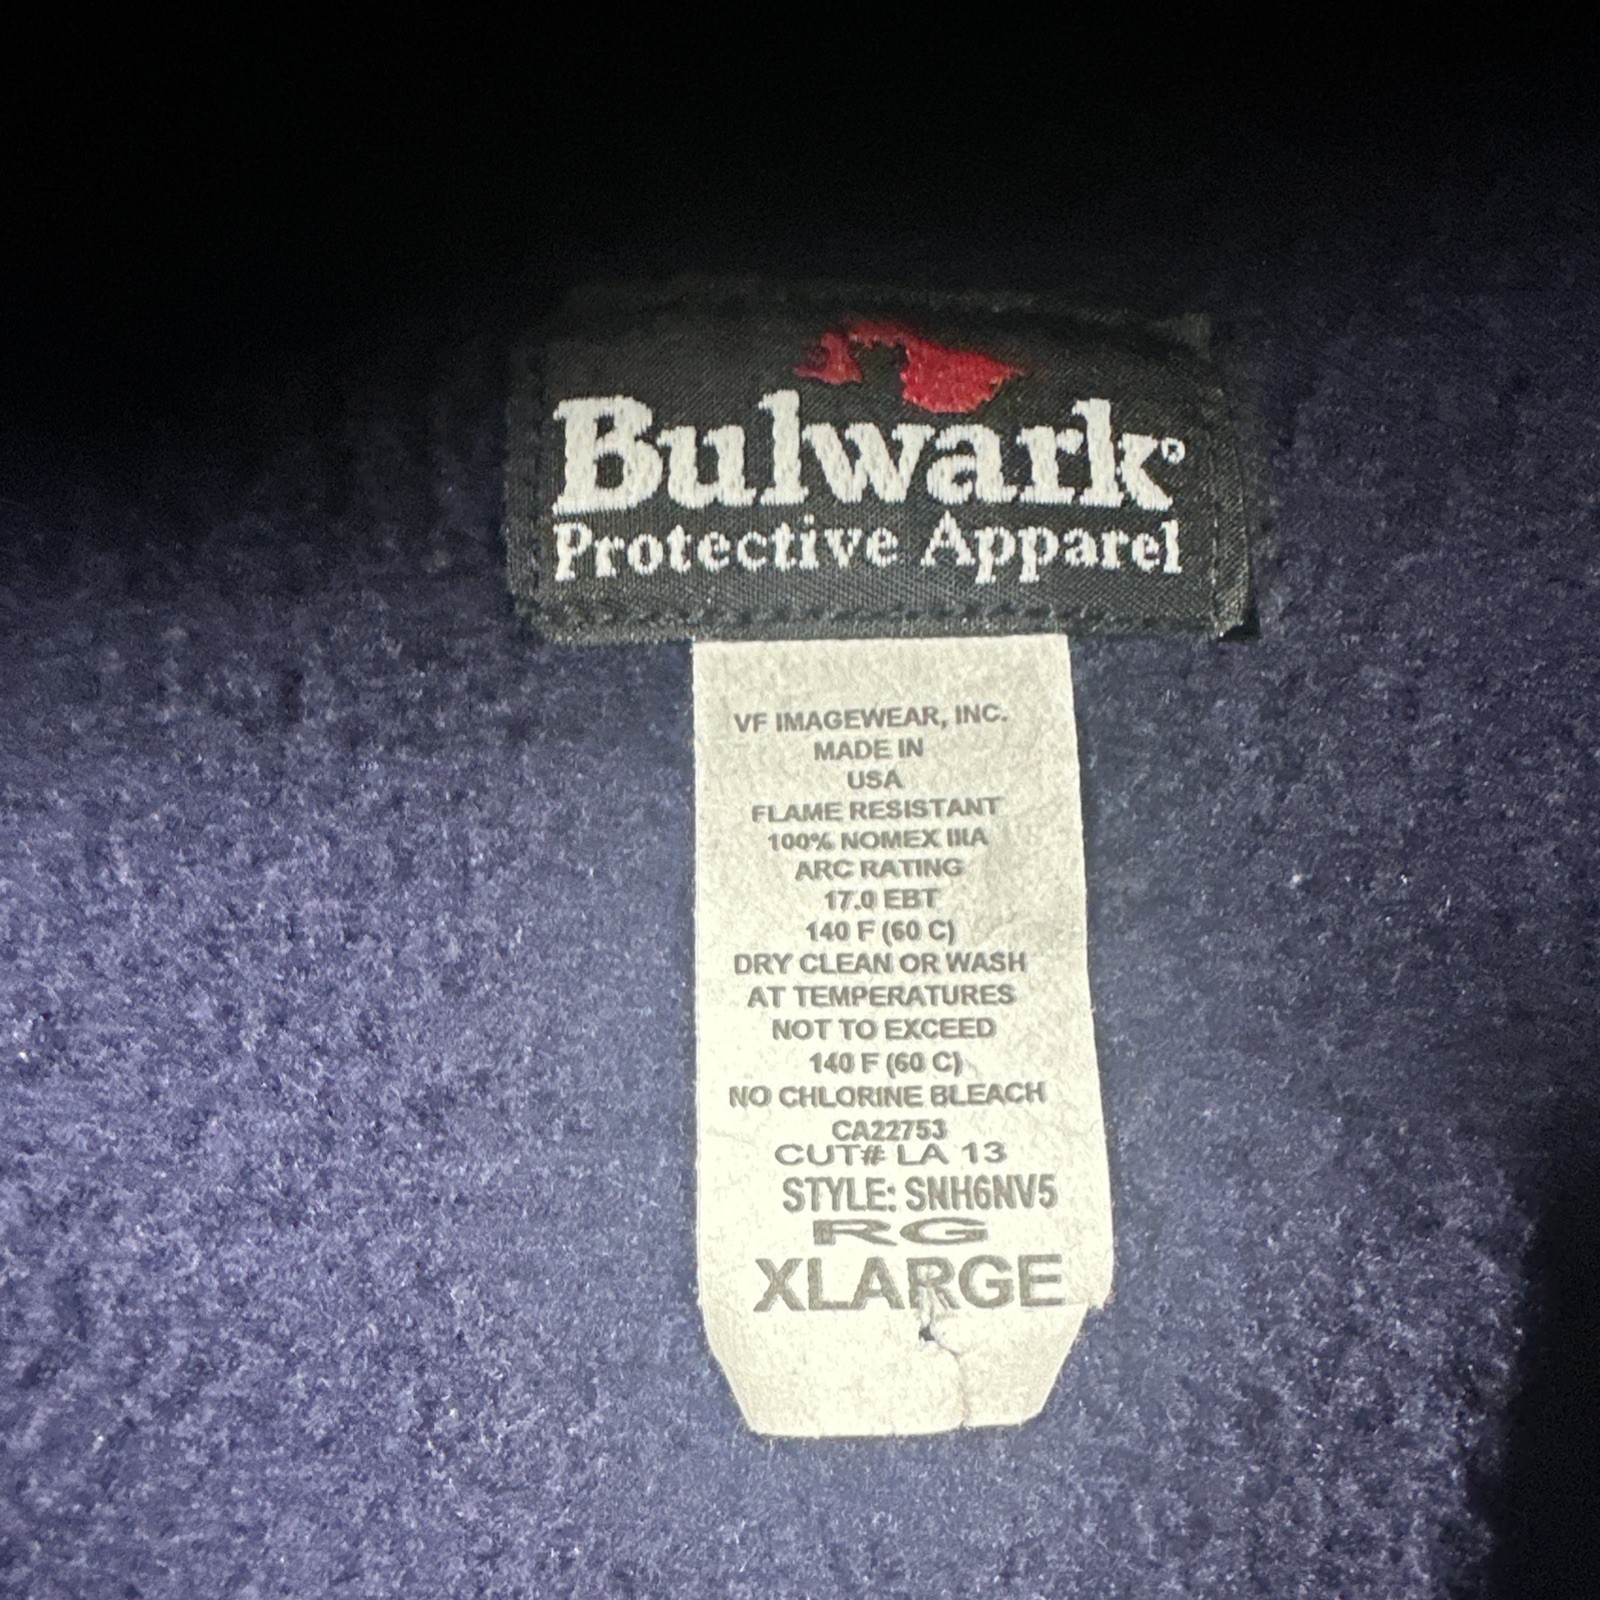 Bulwark®
Protective Apparel
VF IMAGEWEAR, INC.
MADE IN
USA
FLAME RESISTANT
100% NOMEX IIIA
ARC RATING
17.0 EBT
140 F (60 C)
DRY CLEAN OR WASH
AT TEMPERATURES
NOT TO EXCEED
140 F (60 C)
NO CHLORINE BLEACH
CA22753
CUT# LA 13
STYLE: SNH6NV5
RG
XLARGE